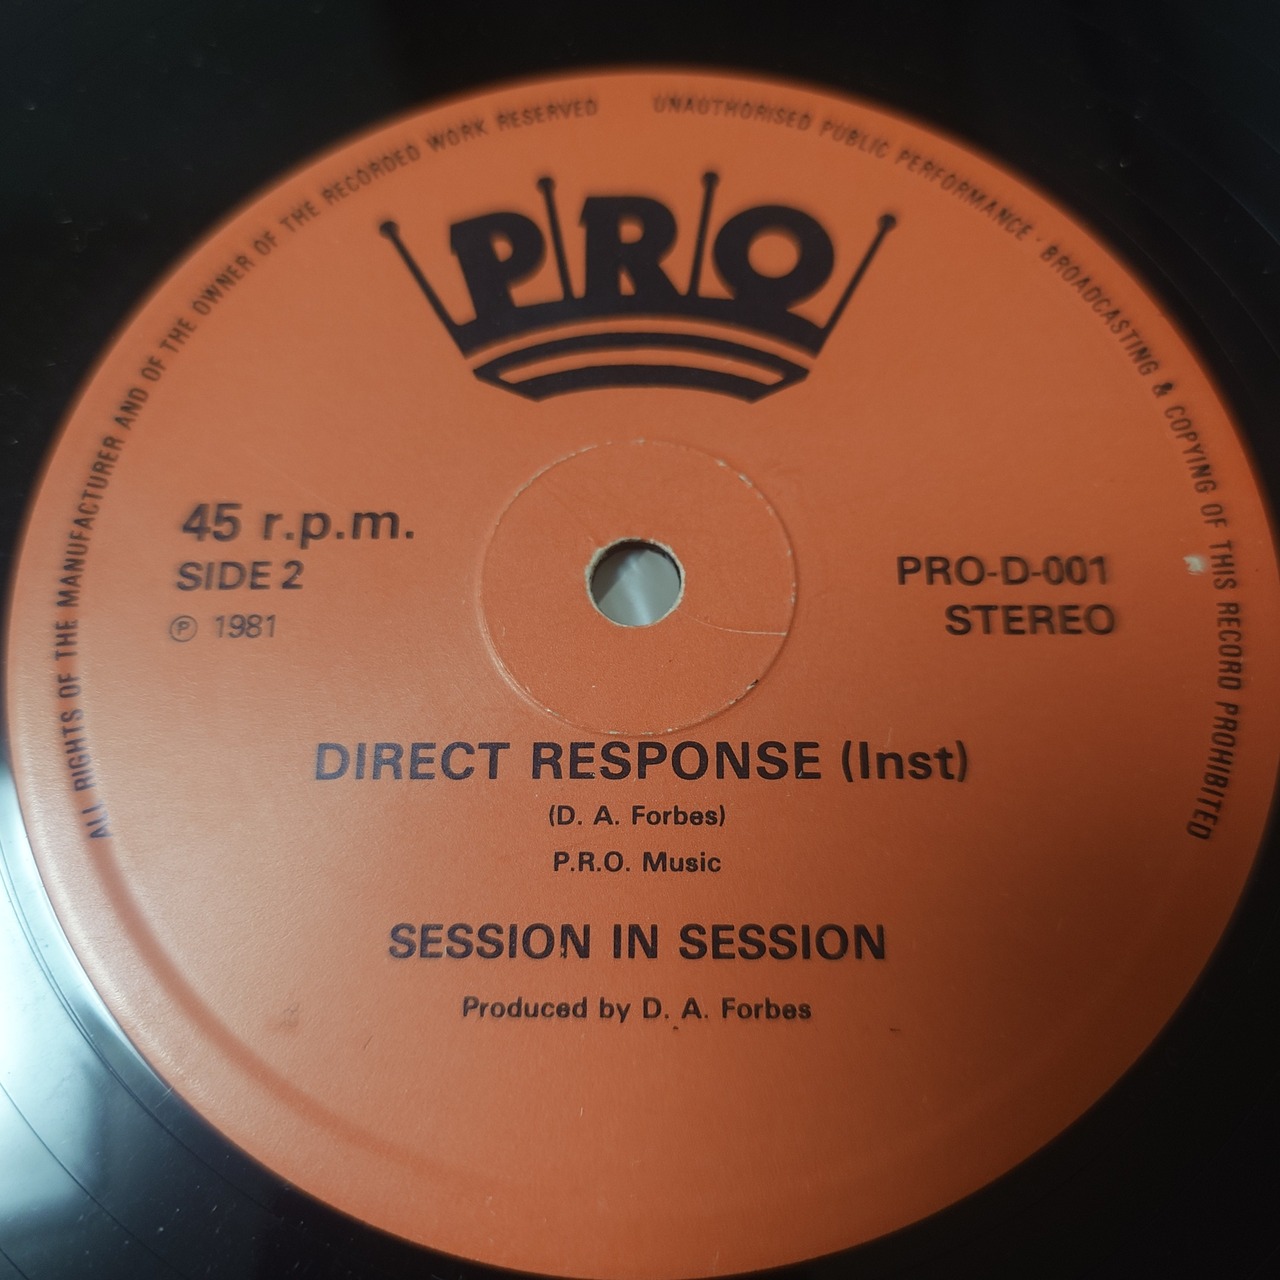 ALL RIGHTS OF THE MANUFACTURER AND OF THE OWNER OF THE RECORDED WORK RESERVED
UNAUTHORISED PUBLIC PERFORMANCE · BROADCASTING & COPYING OF THIS RECORD PROHIBITED
PRO
45 r.p.m.
SIDE 2
℗ 1981
PRO-D-001
STEREO
DIRECT RESPONSE (Inst)
(D. A. Forbes)
P.R.O. Music
SESSION IN SESSION
Produced by D. A. Forbes